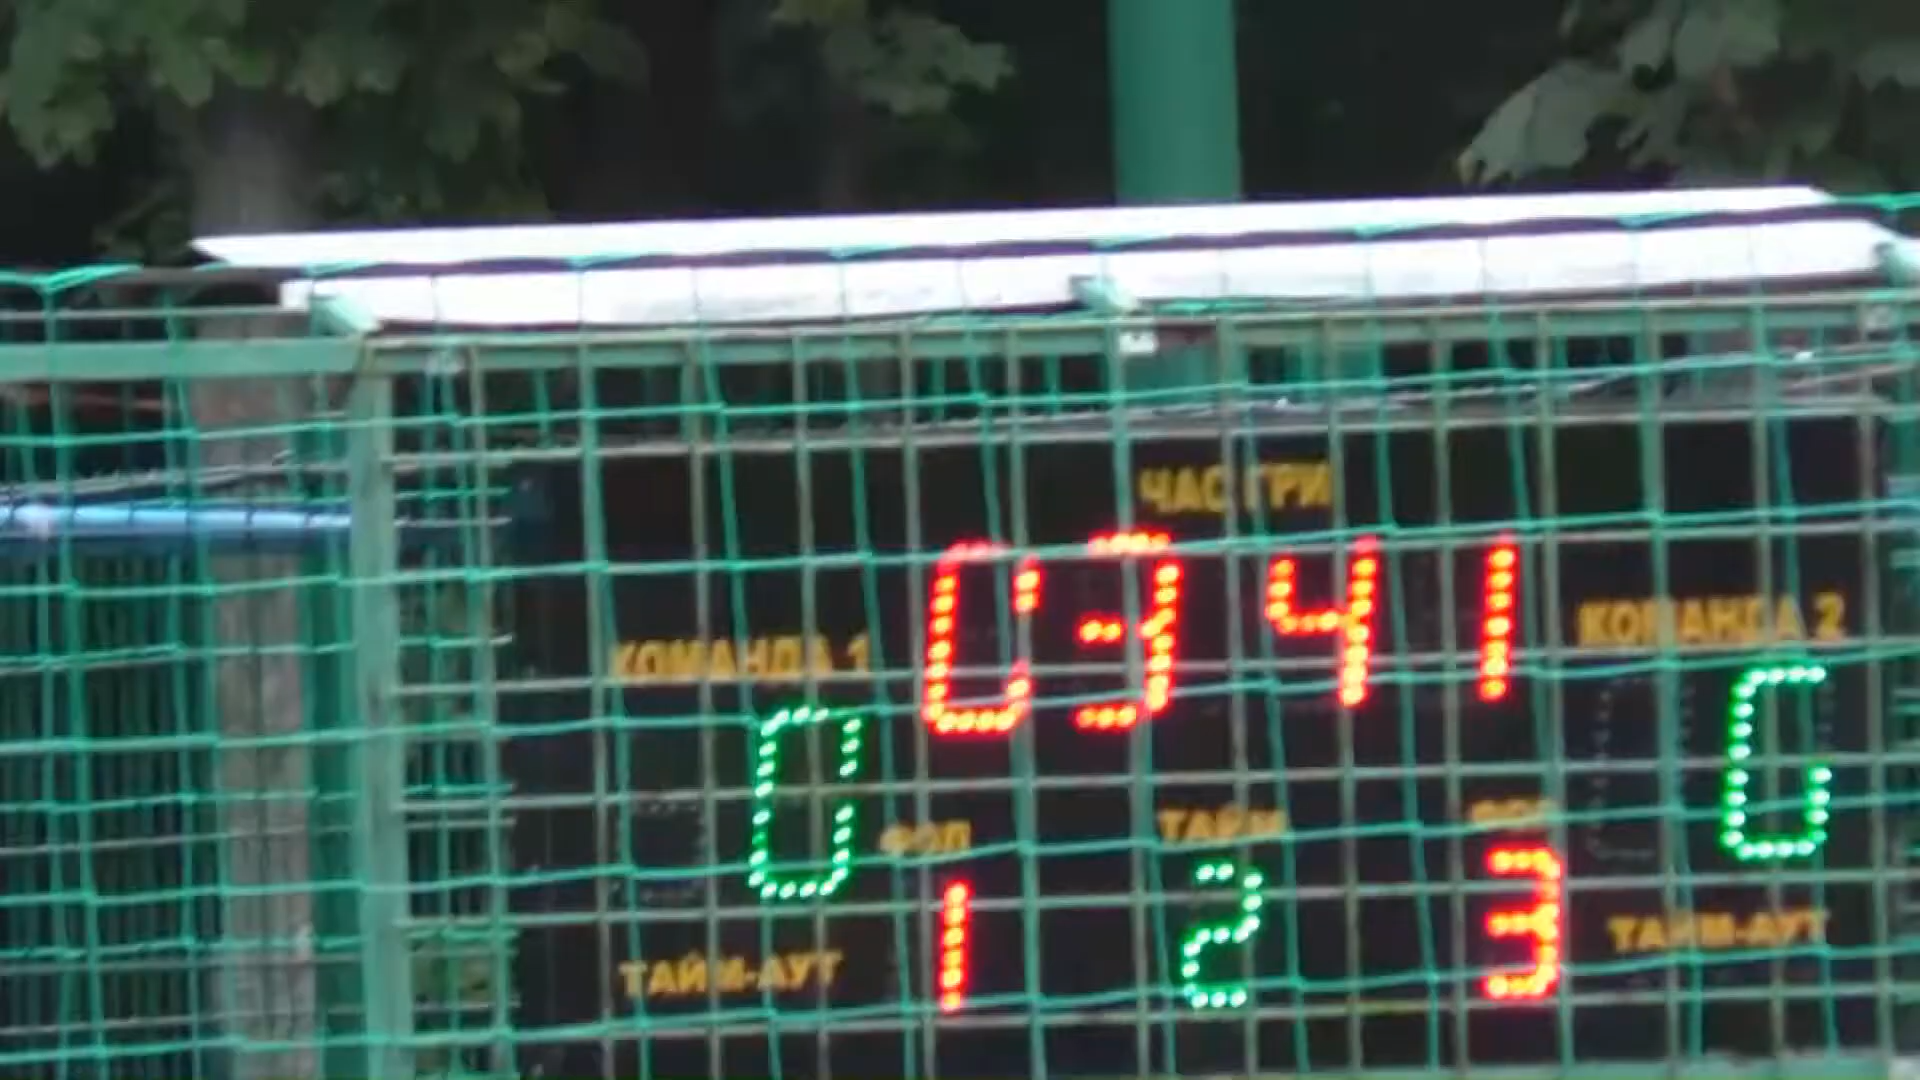 ЧАС ГРИ
03 41
КОМАНДА 1
КОМАНДА 2
0
0
ФОЛ
ТАЙМ
ФОЛ
1
2
3
ТАЙМ-АУТ
ТАЙМ-АУТ